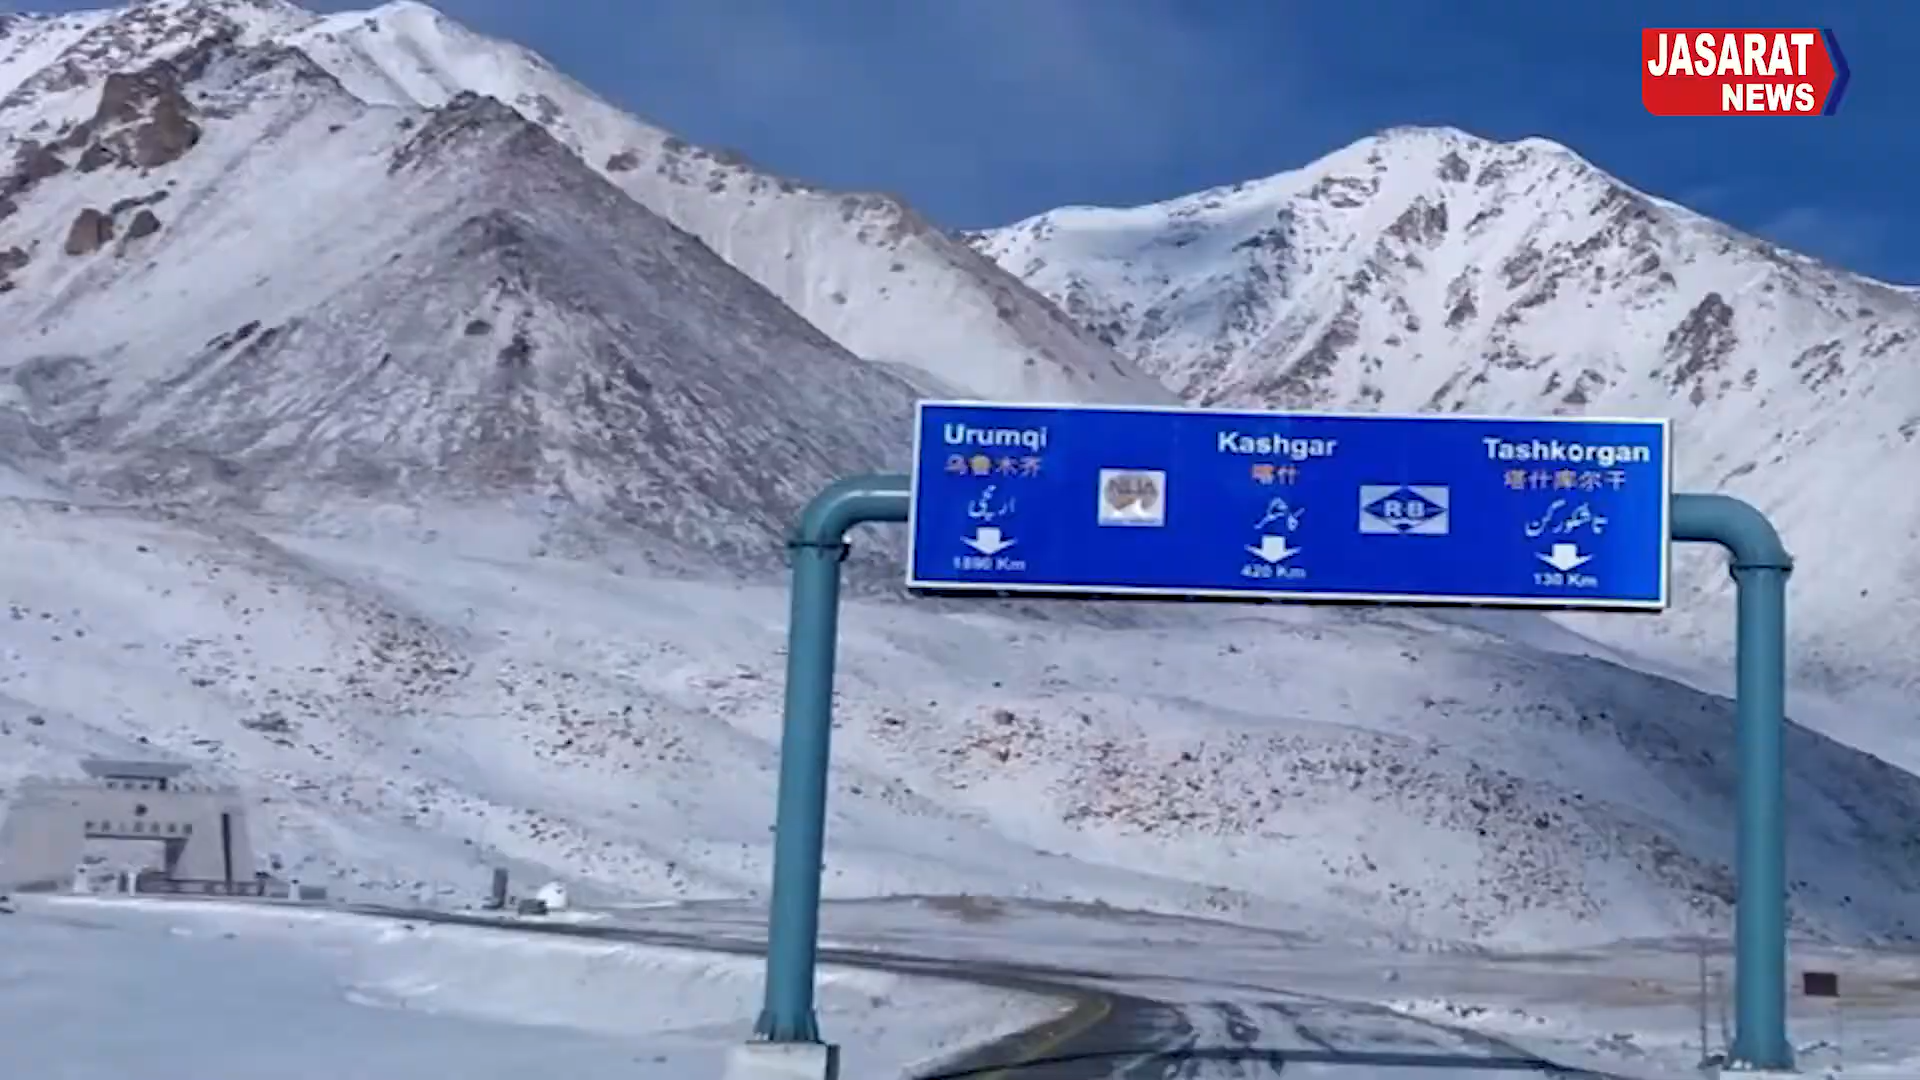 JASARAT
NEWS
Urumqi
乌鲁木齐
ارمچی
1890 Km
Kashgar
喀什
کاشگر
420 Km
R·B
Tashkorgan
塔什库尔干
تاشکورگن
130 Km